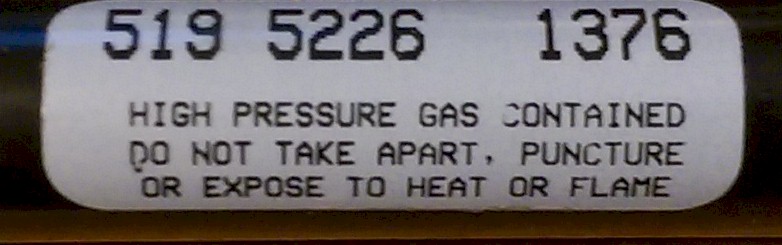 519 5226 1376
HIGH PRESSURE GAS CONTAINED
DO NOT TAKE APART, PUNCTURE
OR EXPOSE TO HEAT OR FLAME